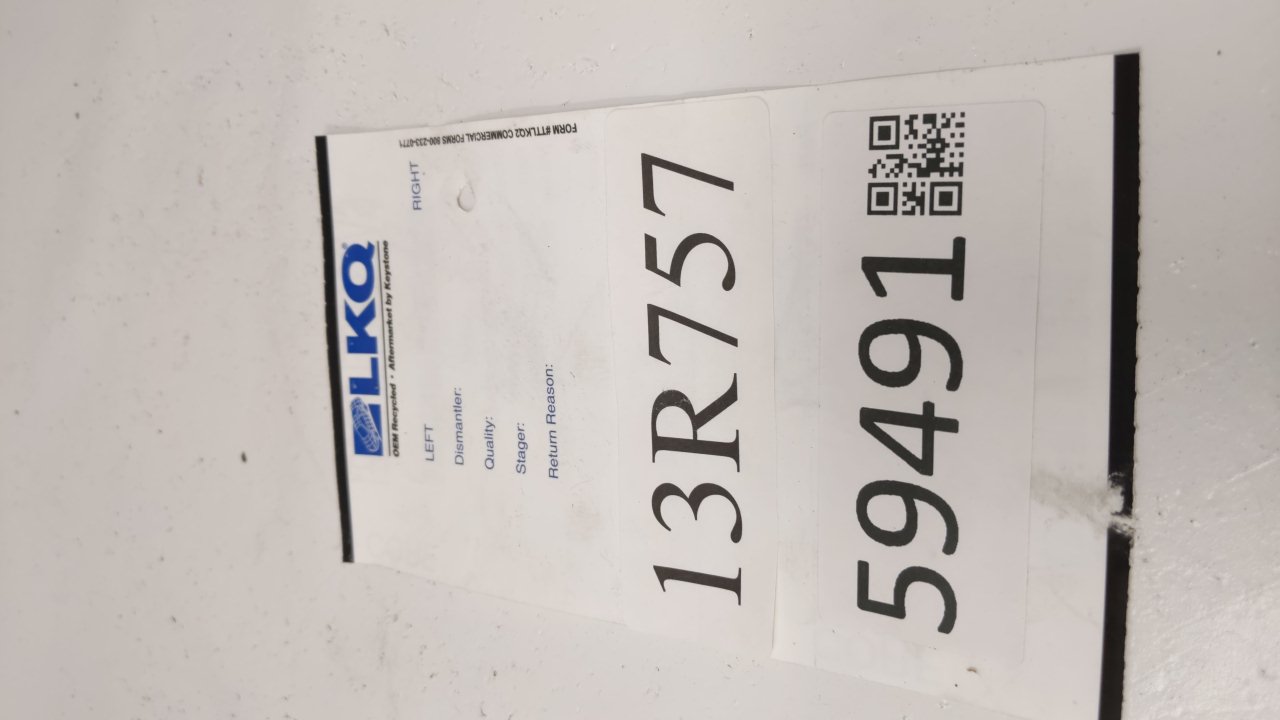 LKQ®
OEM Recycled • Aftermarket by Keystone
LEFT RIGHT
Dismantler:
Quality:
Stager:
Return Reason:
FORM #TTLKQ2 COMMERCIAL FORMS 800-233-0771
13R757
59491